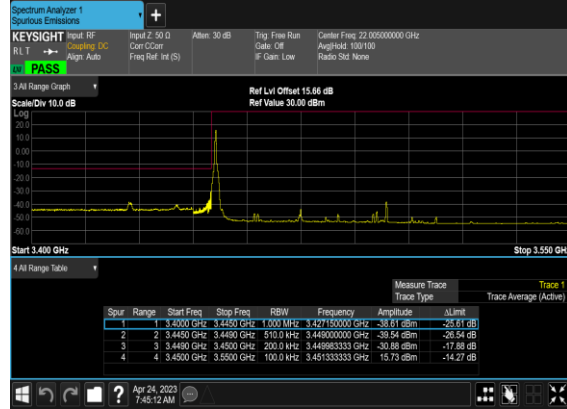 Spectrum Analyzer 1
Spurious Emissions
KEYSIGHT Input: RF Input Z: 50 Ω Atten: 30 dB Trig: Free Run Center Freq: 22.005000000 GHz
RLT Coupling: DC Corr CCorr Gate: Off Avg|Hold: 100/100
Align: Auto Freq Ref: Int (S) IF Gain: Low Radio Std: None
PASS
3 All Range Graph
Ref Lvl Offset 15.66 dB
Scale/Div 10.0 dB Ref Value 30.00 dBm
Log
20.0
10.0
0.00
-10.0
-20.0
-30.0
-40.0
-50.0
-60.0
Start 3.400 GHz Stop 3.550 GHz
4 All Range Table
Measure Trace Trace 1
Trace Type Trace Average (Active)
Spur Range Start Freq Stop Freq RBW Frequency Amplitude ΔLimit
1 1 3.4000 GHz 3.4450 GHz 1.000 MHz 3.427150000 GHz -38.61 dBm -25.61 dB
2 2 3.4450 GHz 3.4490 GHz 510.0 kHz 3.449000000 GHz -39.54 dBm -26.54 dB
3 3 3.4490 GHz 3.4500 GHz 200.0 kHz 3.449983333 GHz -30.88 dBm -17.88 dB
4 4 3.4500 GHz 3.5500 GHz 100.0 kHz 3.451333333 GHz 15.73 dBm -14.27 dB
? Apr 24, 2023
7:45:12 AM